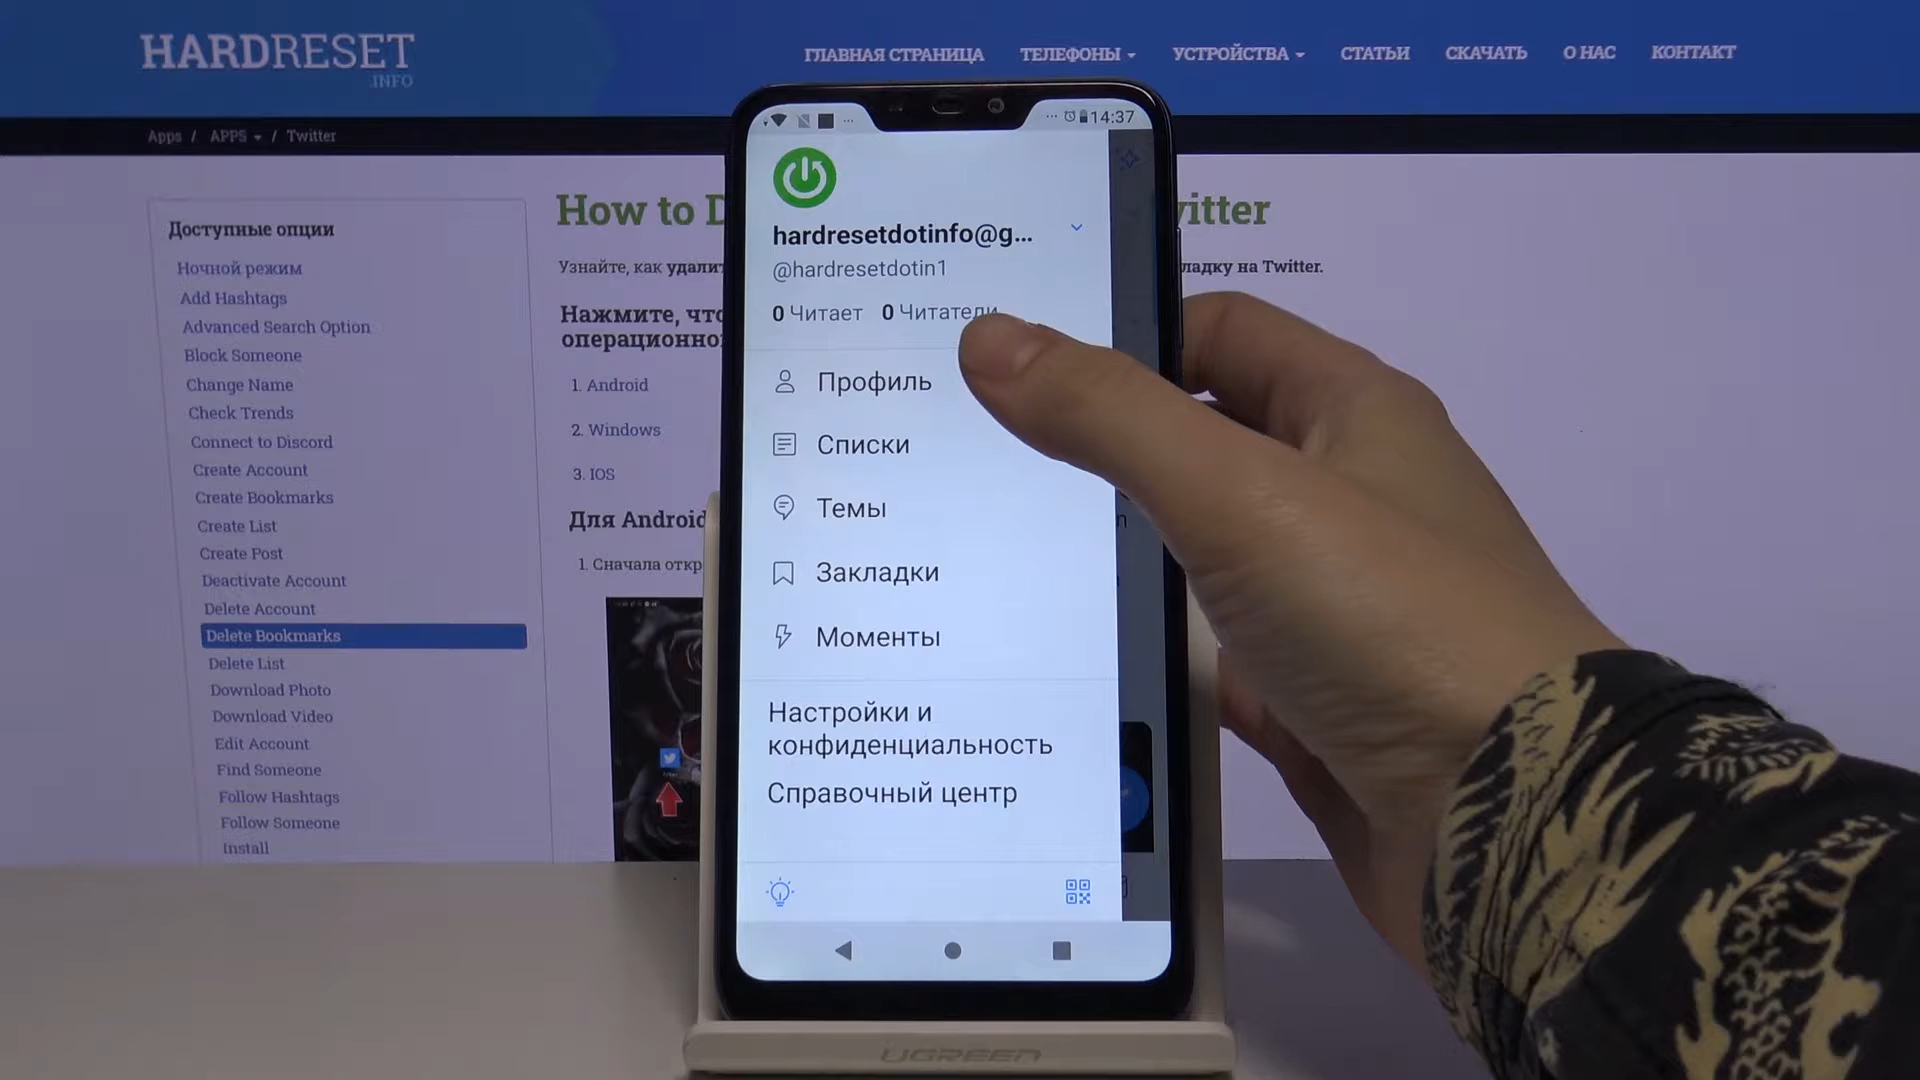 HARDRESET
.INFO
ГЛАВНАЯ СТРАНИЦА
ТЕЛЕФОНЫ
УСТРОЙСТВА
СТАТЬИ
СКАЧАТЬ
О НАС
КОНТАКТ
Apps / APPS / Twitter
Доступные опции
Ночной режим
Add Hashtags
Advanced Search Option
Block Someone
Change Name
Check Trends
Connect to Discord
Create Account
Create Bookmarks
Create List
Create Post
Deactivate Account
Delete Account
Delete Bookmarks
Delete List
Download Photo
Download Video
Edit Account
Find Someone
Follow Hashtags
Follow Someone
Install
How to D
itter
Узнайте, как удалит
ладку на Twitter.
Нажмите, что
операционно
1. Android
2. Windows
3. IOS
Для Android
1. Сначала откр
14:37
hardresetdotinfo@g...
@hardresetdotin1
0 Читает 0 Читатели
Профиль
Списки
Темы
Закладки
Моменты
Настройки и
конфиденциальность
Справочный центр
UGREEN